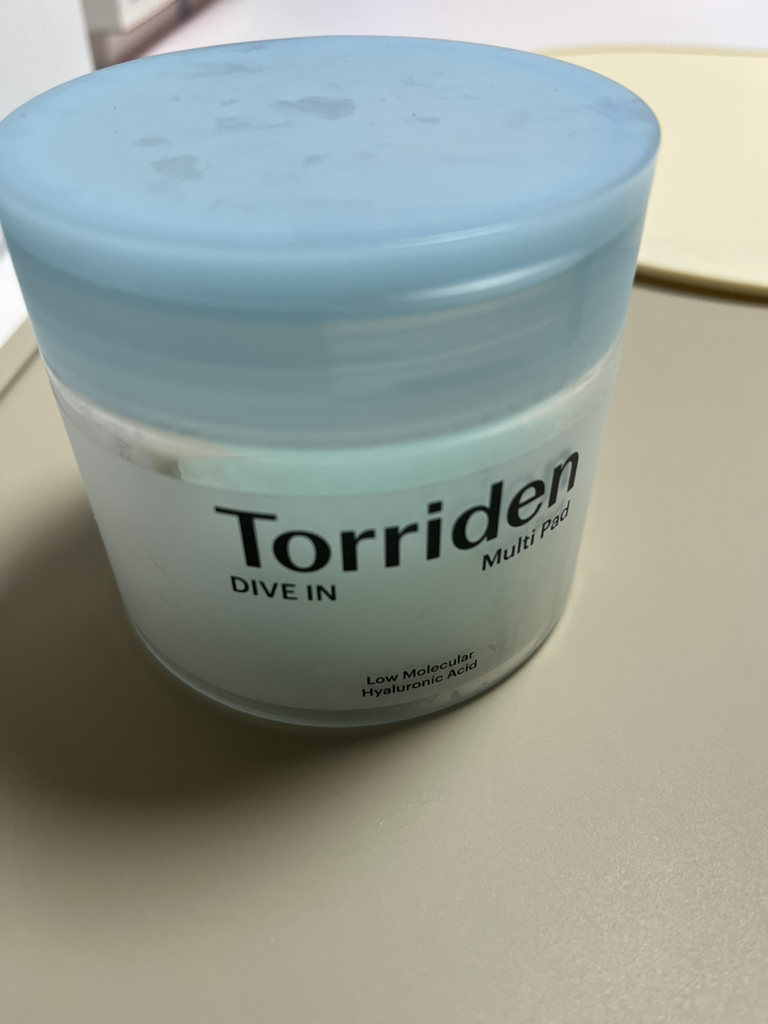 Torriden
DIVE IN
Multi Pad
Low Molecular
Hyaluronic Acid